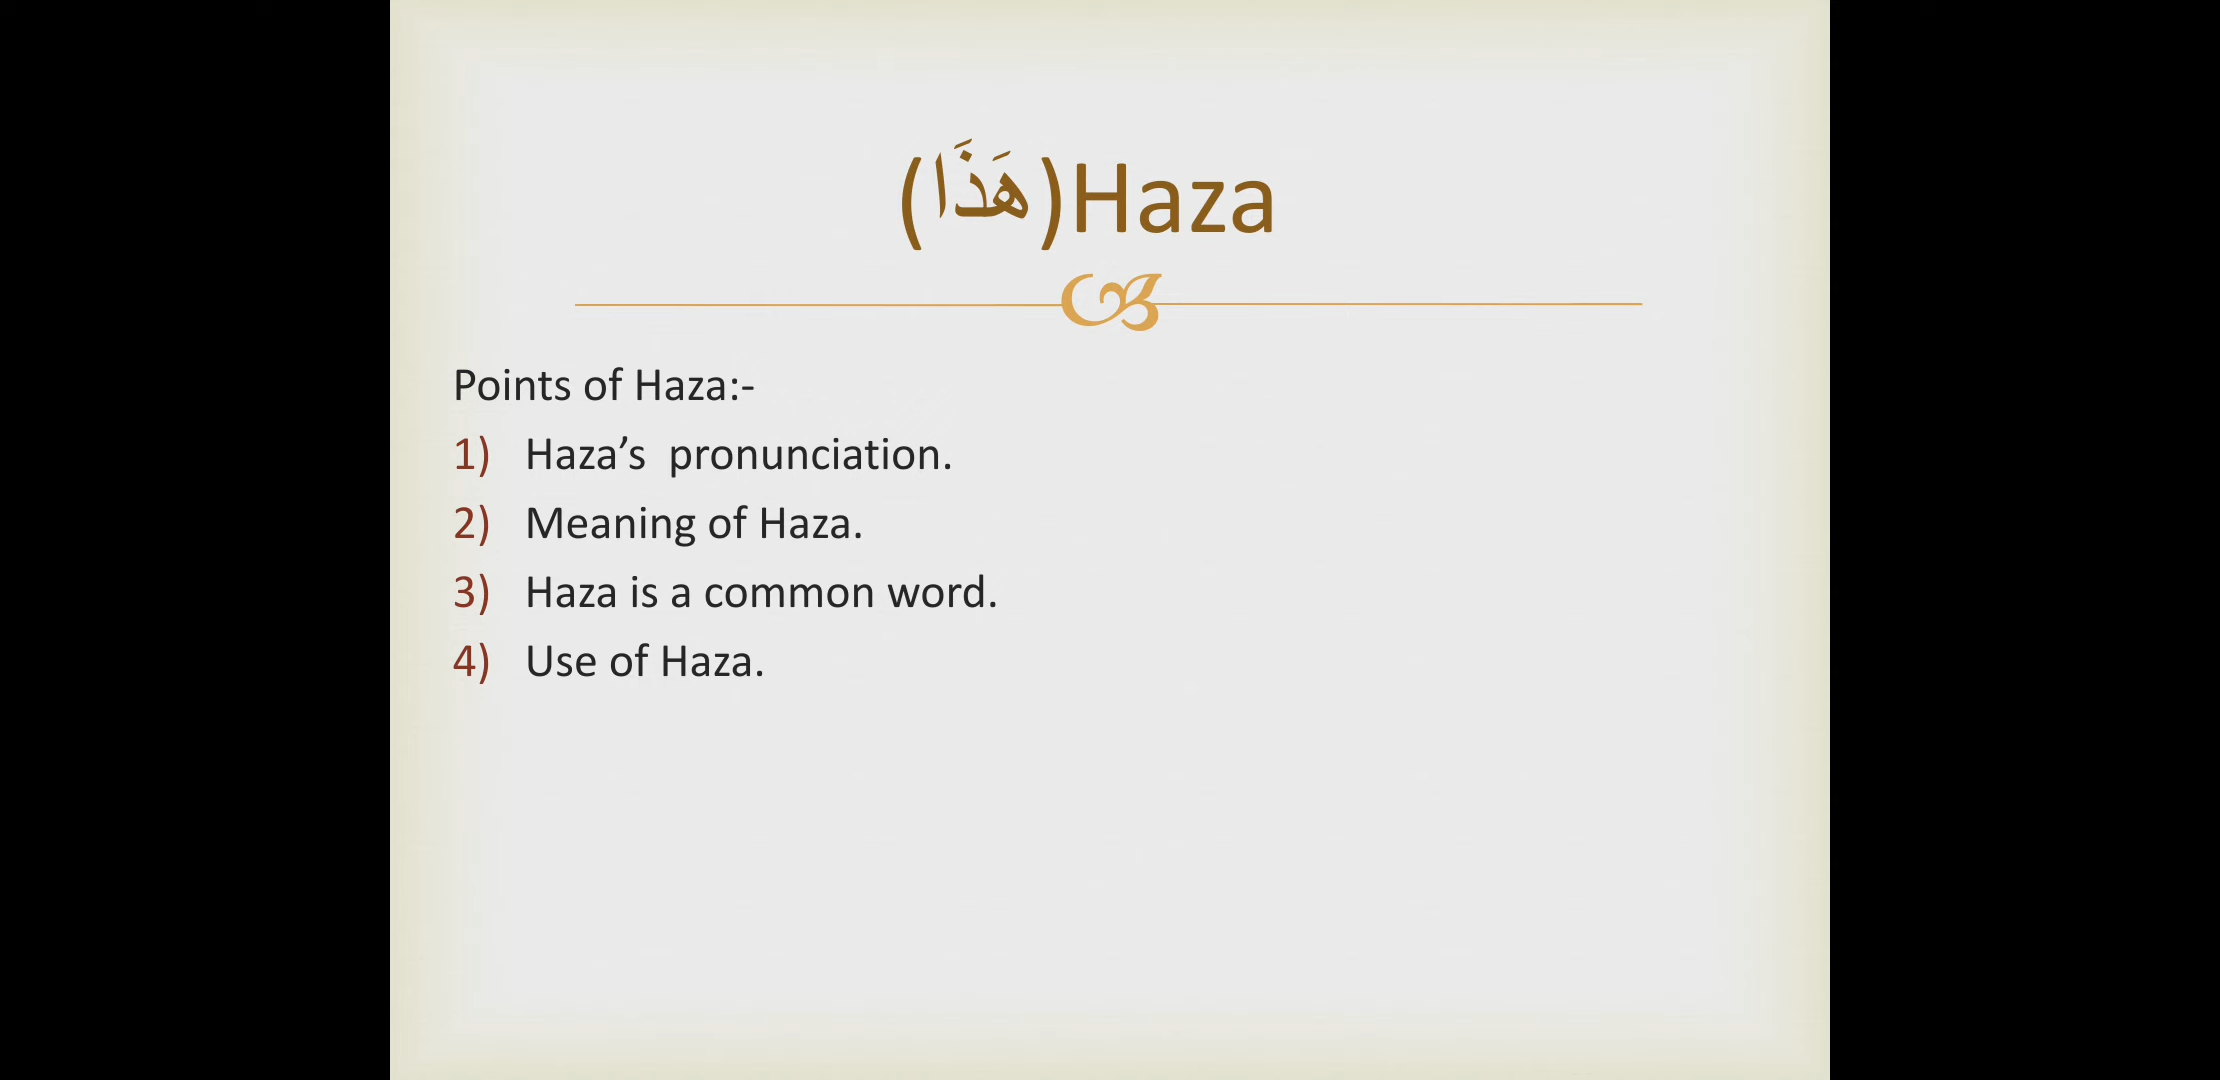 (هَذَا)Haza
Points of Haza:-
1) Haza’s  pronunciation.
2) Meaning of Haza.
3) Haza is a common word.
4) Use of Haza.